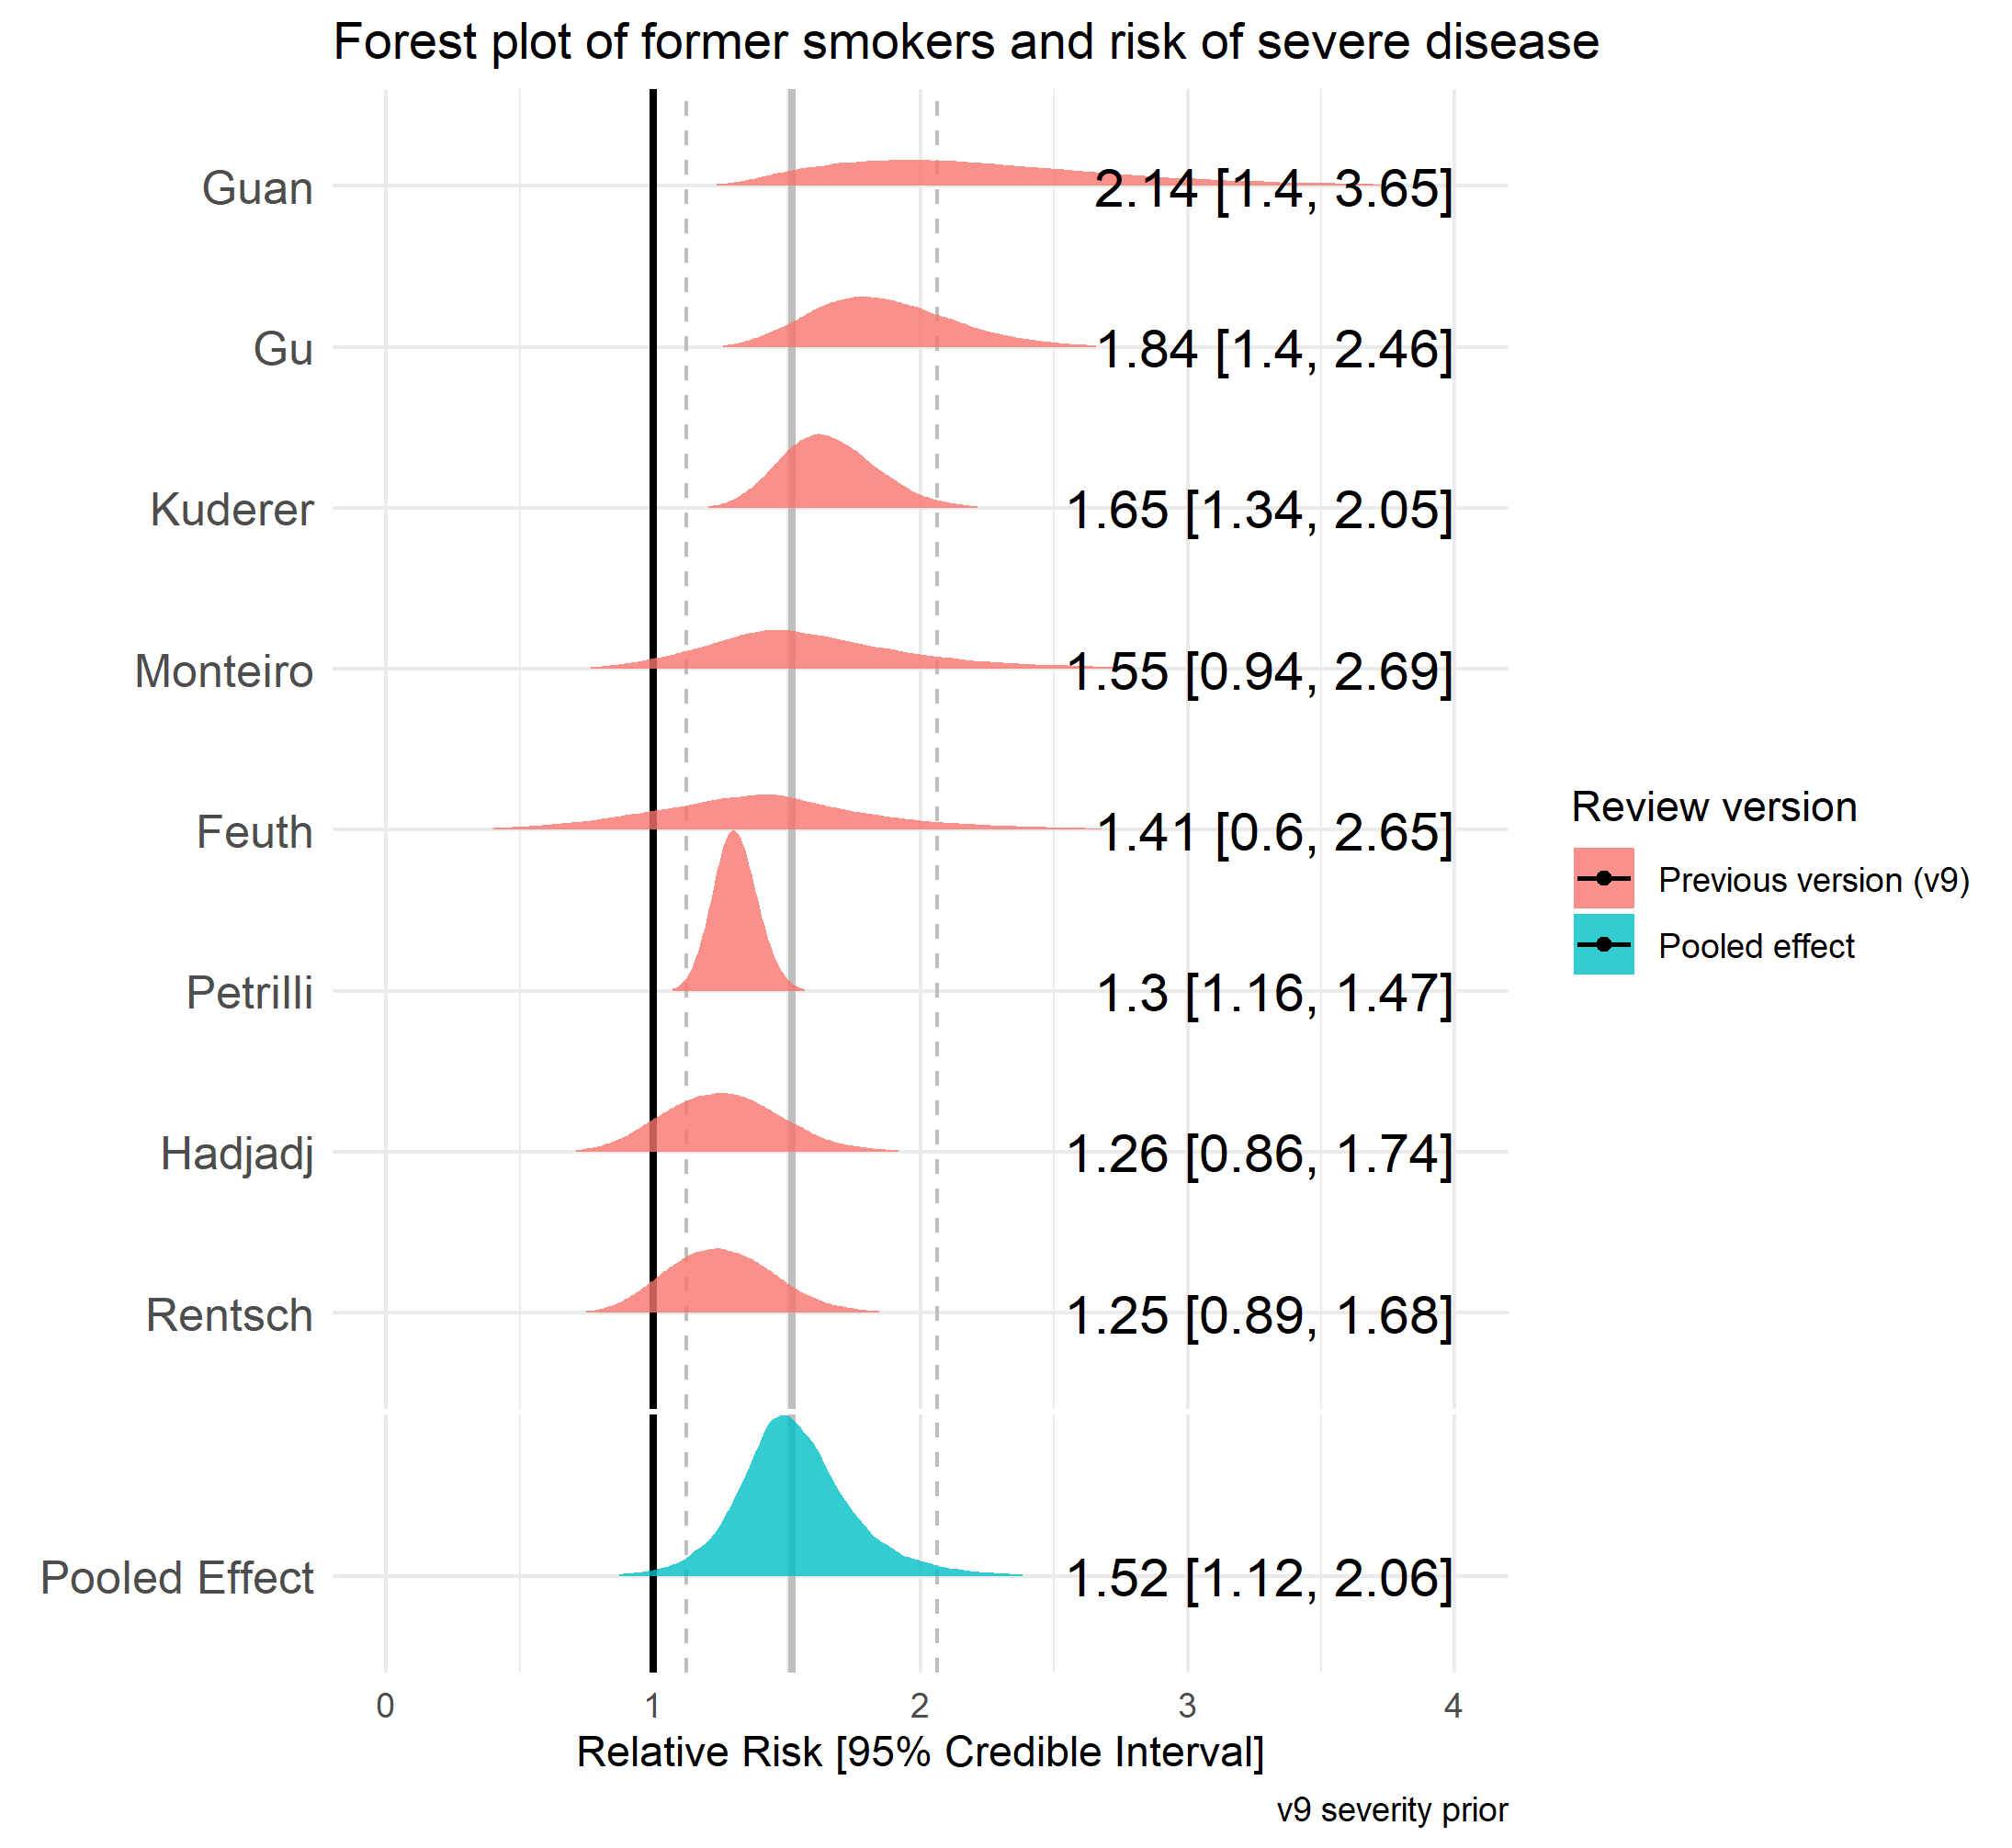 Forest plot of former smokers and risk of severe disease
Guan 2.14 [1.4, 3.65]
Gu 1.84 [1.4, 2.46]
Kuderer 1.65 [1.34, 2.05]
Monteiro 1.55 [0.94, 2.69]
Feuth 1.41 [0.6, 2.65]
Petrilli 1.3 [1.16, 1.47]
Hadjadj 1.26 [0.86, 1.74]
Rentsch 1.25 [0.89, 1.68]
Pooled Effect 1.52 [1.12, 2.06]
0 1 2 3 4
Relative Risk [95% Credible Interval]
v9 severity prior
Review version
Previous version (v9)
Pooled effect